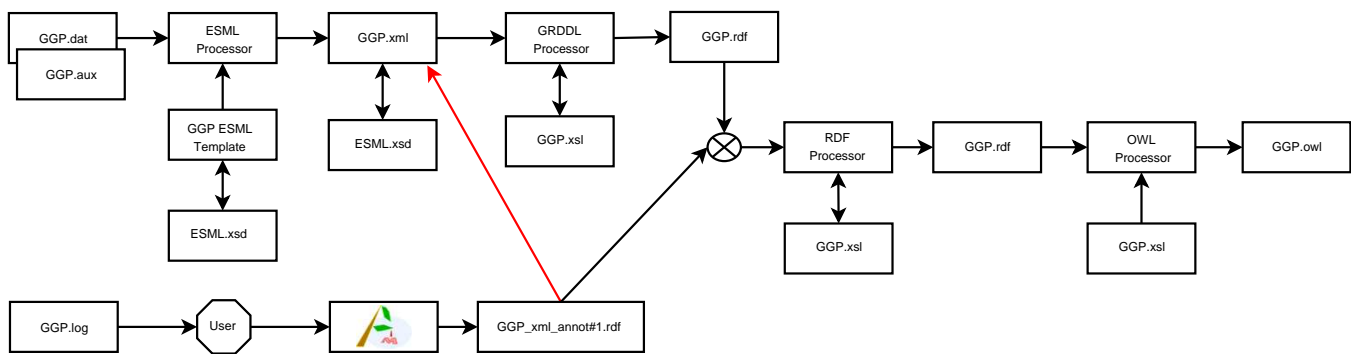 GGP.dat
GGP.aux
ESML
Processor
GGP.xml
GRDDL
Processor
GGP.rdf
GGP ESML
Template
ESML.xsd
GGP.xsl
ESML.xsd
RDF
Processor
GGP.rdf
OWL
Processor
GGP.owl
GGP.xsl
GGP.xsl
GGP.log
User
GGP_xml_annot#1.rdf